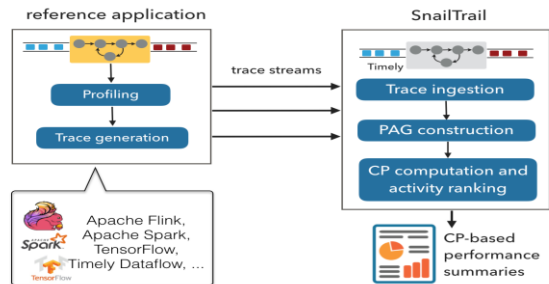 reference application
SnailTrail
Profiling
Trace generation
trace streams
Timely
Trace ingestion
PAG construction
CP computation and
activity ranking
Apache Flink,
Apache Spark,
TensorFlow,
Timely Dataflow, ...
APACHE
Spark
TensorFlow
CP-based
performance
summaries